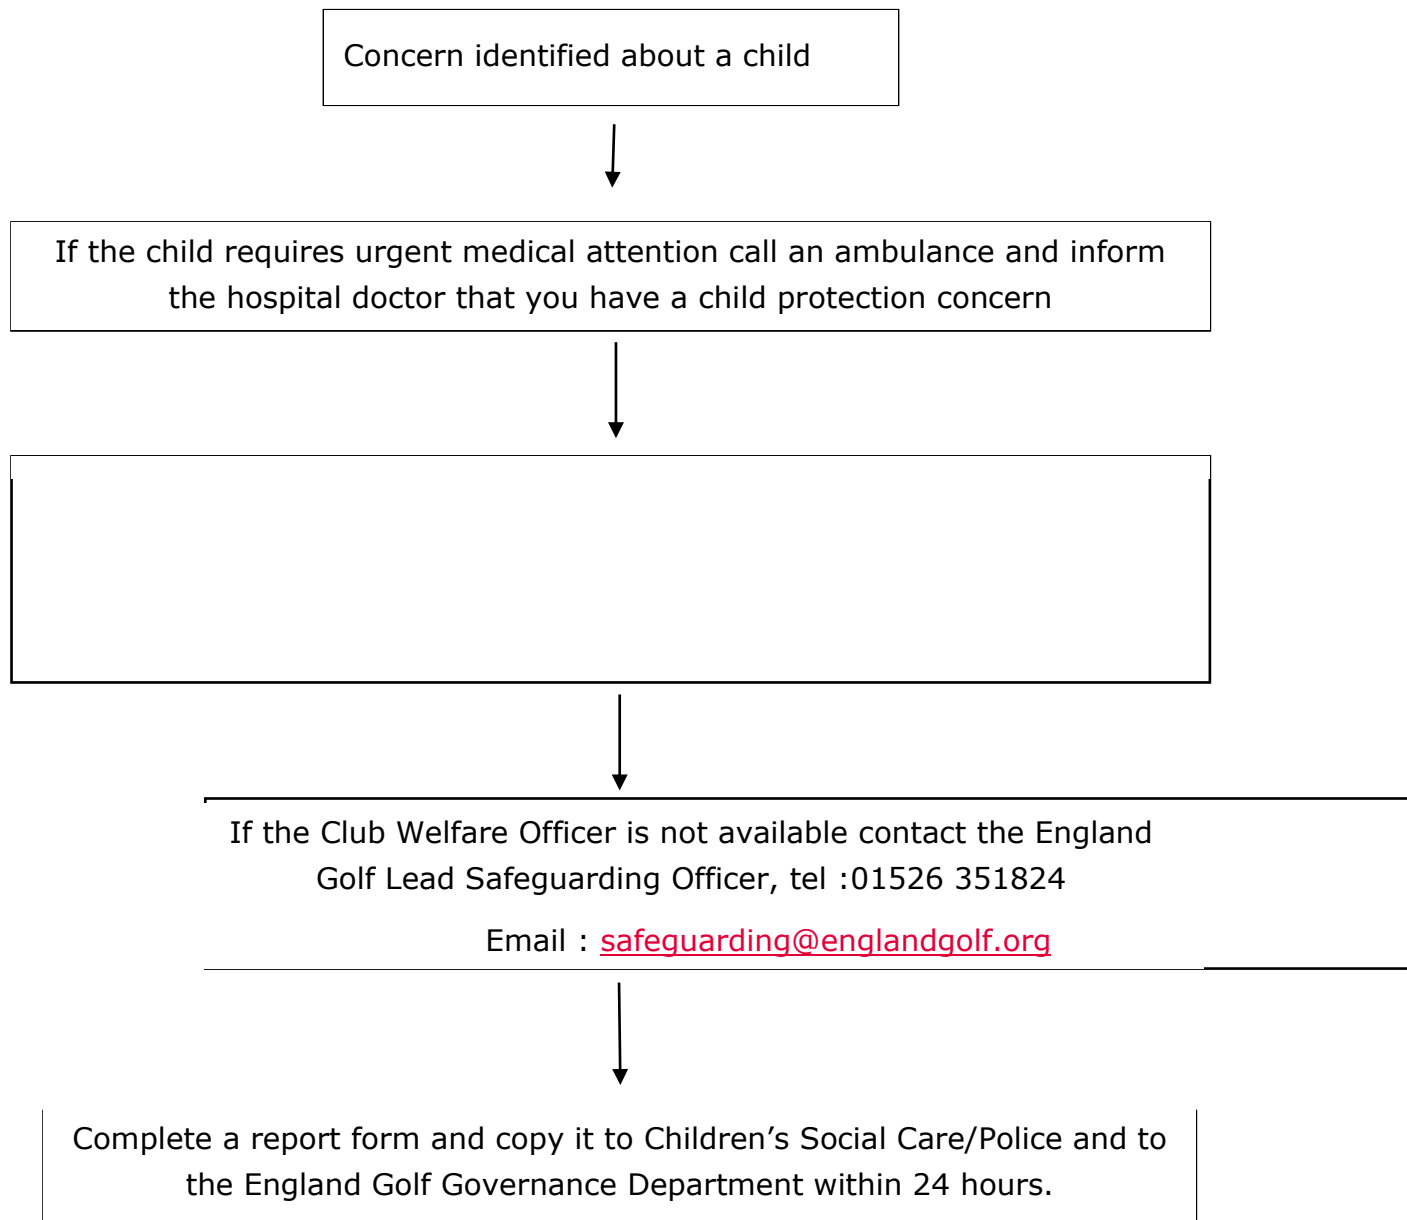 Concern identified about a child
If the child requires urgent medical attention call an ambulance and inform
the hospital doctor that you have a child protection concern
If the Club Welfare Officer is not available contact the England
Golf Lead Safeguarding Officer, tel :01526 351824
Email : safeguarding@englandgolf.org
Complete a report form and copy it to Children’s Social Care/Police and to
the England Golf Governance Department within 24 hours.